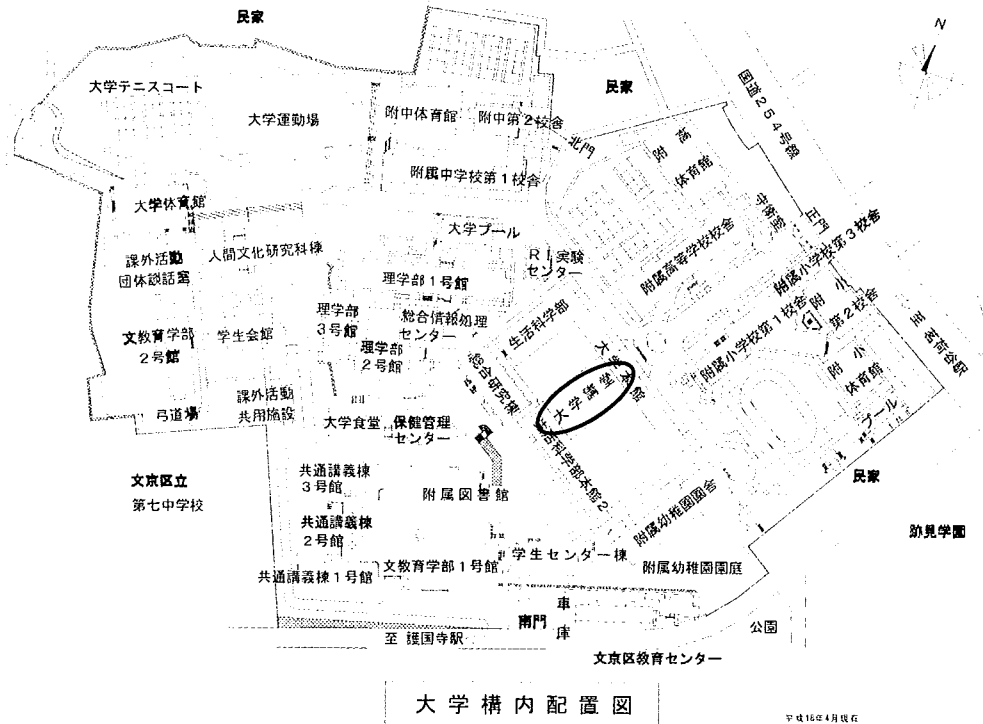 民家
N
大学テニスコート
大学運動場
附中体育館
附中第2校舎
民家
国道254号線
北門
附高
体育館
附属中学校第1校舎
守衛所
正門
大学体育館
大学プール
附属高等学校校舎
附属小学校第3校舎
課外活動
団体談話室
人間文化研究科棟
RI実験
センター
理学部1号館
附属小学校第1校舎
附小
第2校舎
理学部
3号館
総合情報処理
センター
生活科学部
至 茗荷谷駅
文教育学部
2号館
学生会館
理学部
2号館
総合研究棟
大学本館
大学講堂
附小
体育館
プール
弓道場
課外活動
共用施設
大学食堂
保健管理
センター
生活科学部本館2
民家
文京区立
第七中学校
共通講義棟
3号館
附属図書館
附属幼稚園園舎
跡見学園
共通講義棟
2号館
学生センター棟
共通講義棟1号館
文教育学部1号館
附属幼稚園園庭
南門
車庫
公園
至 護国寺駅
文京区教育センター
大学構内配置図
平成16年4月現在